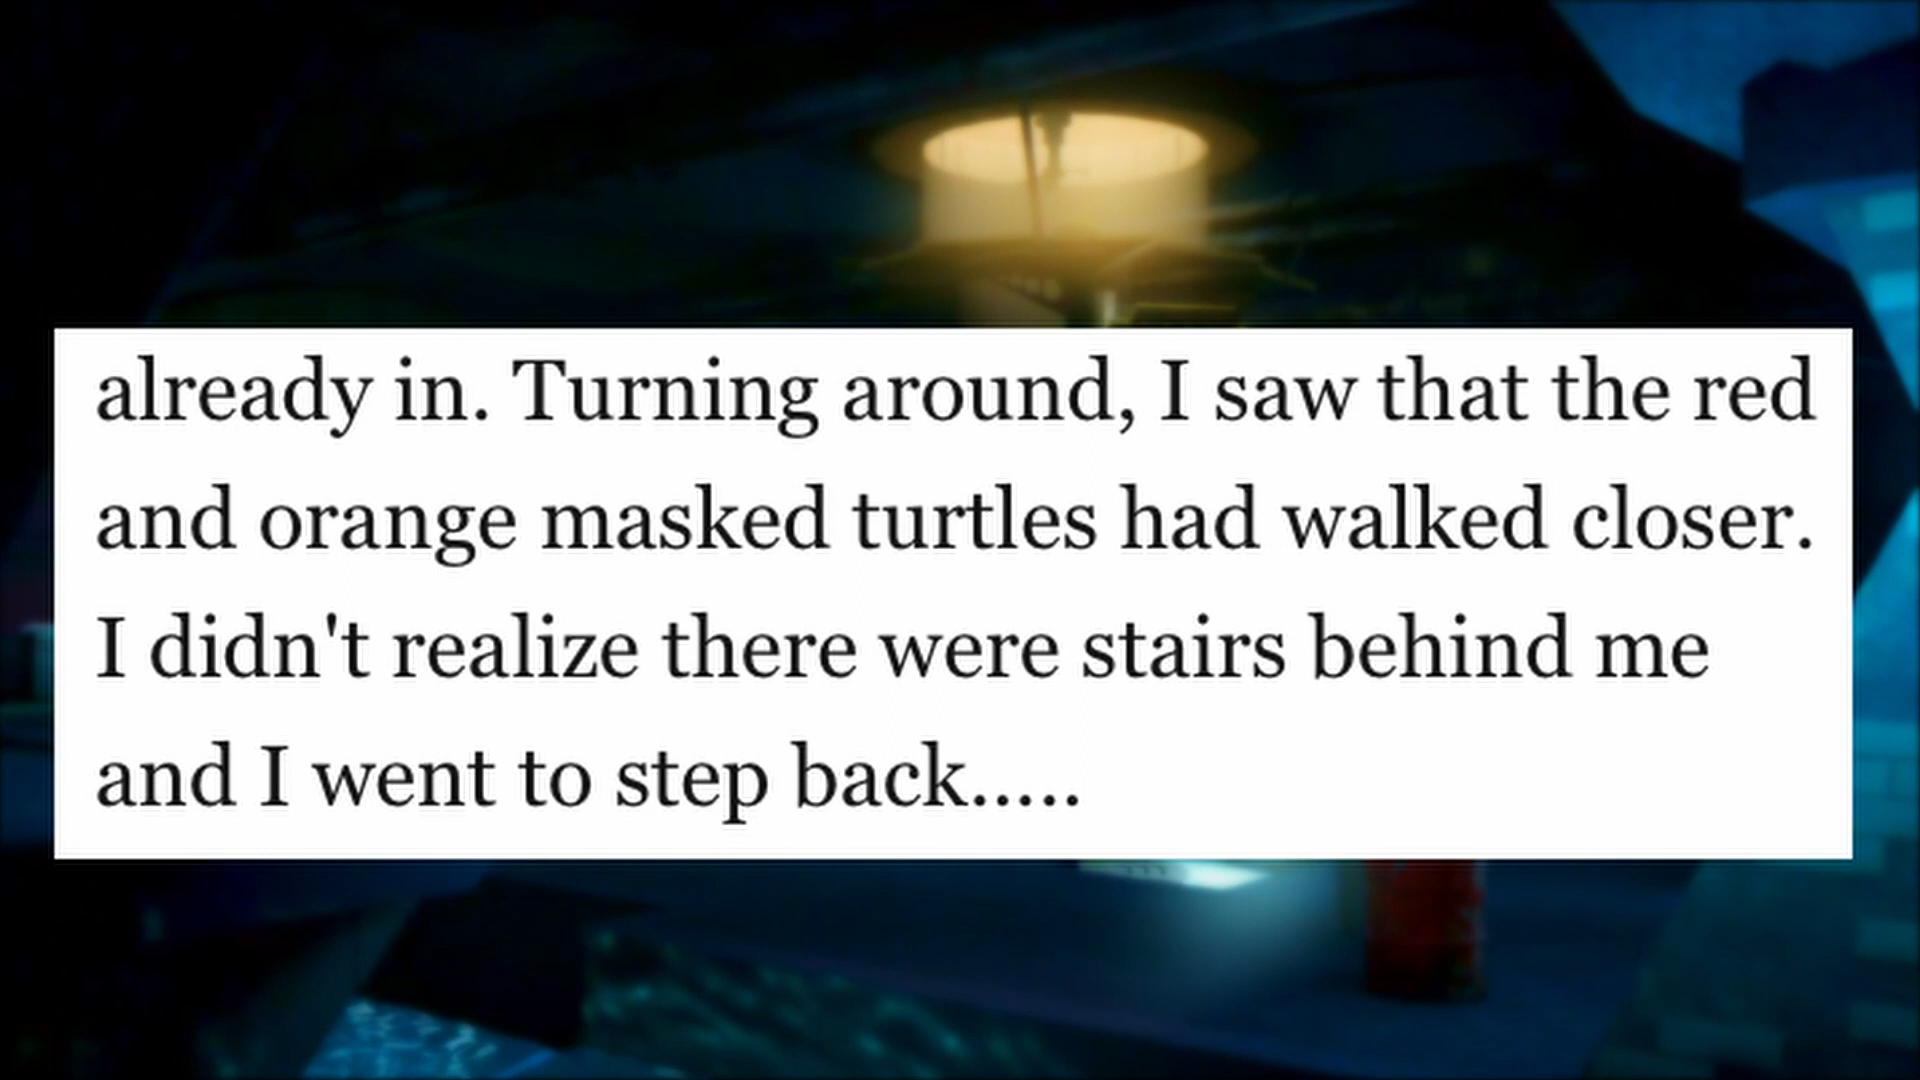 already in. Turning around, I saw that the red
and orange masked turtles had walked closer.
I didn't realize there were stairs behind me
and I went to step back.....